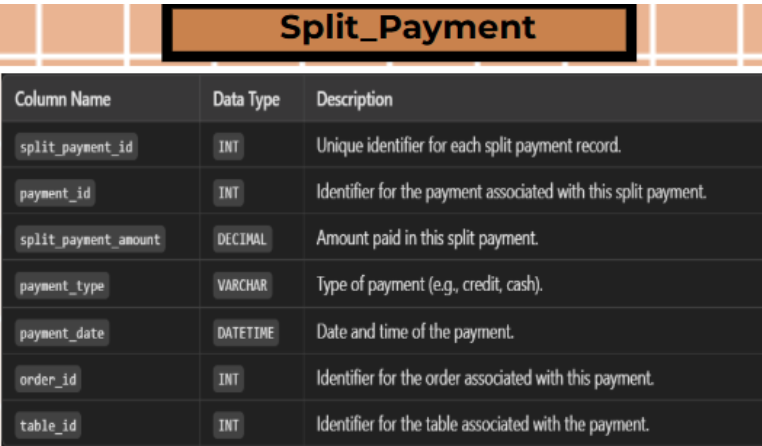 Split_Payment
Column Name Data Type Description
split_payment_id INT Unique identifier for each split payment record.
payment_id INT Identifier for the payment associated with this split payment.
split_payment_amount DECIMAL Amount paid in this split payment.
payment_type VARCHAR Type of payment (e.g., credit, cash).
payment_date DATETIME Date and time of the payment.
order_id INT Identifier for the order associated with this payment.
table_id INT Identifier for the table associated with the payment.